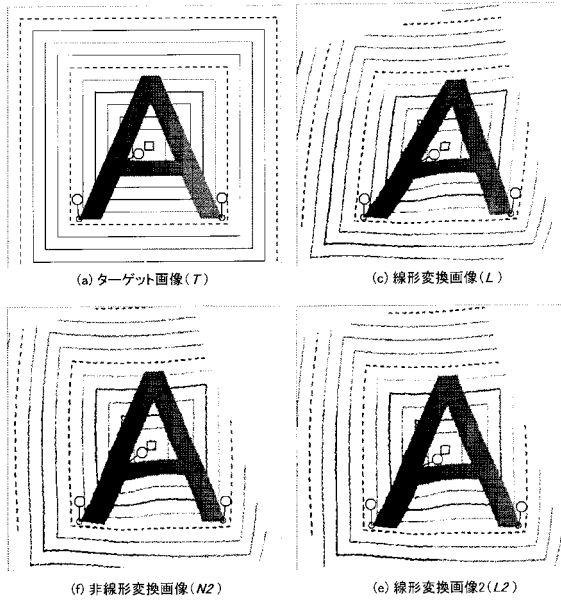 A
A
(a) ターゲット画像(T)
(c) 線形変換画像(L)
A
A
(f) 非線形変換画像(N2)
(e) 線形変換画像2(L2)